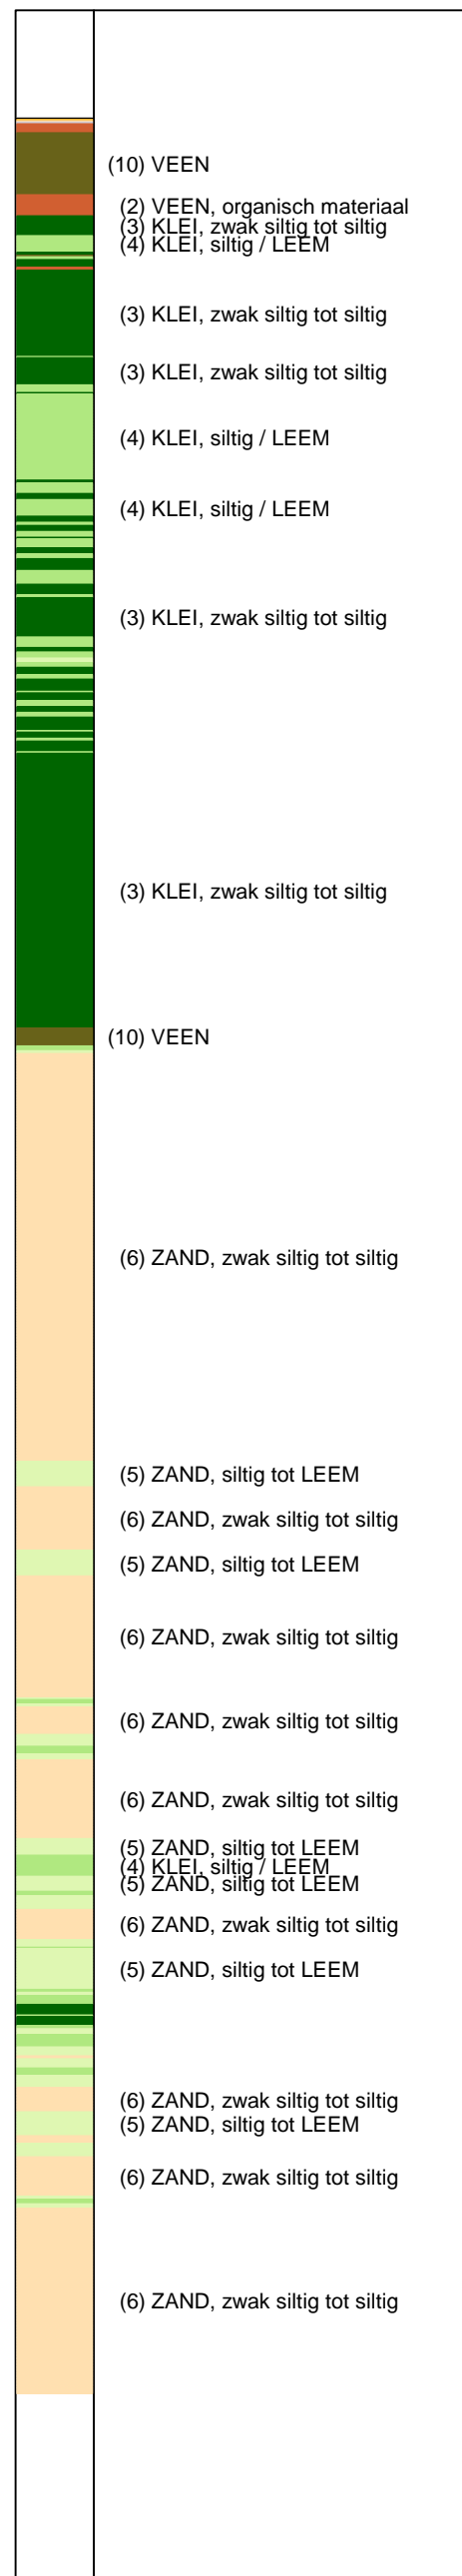 (10) VEEN
(2) VEEN, organisch materiaal
(3) KLEI, zwak siltig tot siltig
(4) KLEI, siltig / LEEM
(3) KLEI, zwak siltig tot siltig
(3) KLEI, zwak siltig tot siltig
(4) KLEI, siltig / LEEM
(4) KLEI, siltig / LEEM
(3) KLEI, zwak siltig tot siltig
(3) KLEI, zwak siltig tot siltig
(10) VEEN
(6) ZAND, zwak siltig tot siltig
(5) ZAND, siltig tot LEEM
(6) ZAND, zwak siltig tot siltig
(5) ZAND, siltig tot LEEM
(6) ZAND, zwak siltig tot siltig
(6) ZAND, zwak siltig tot siltig
(6) ZAND, zwak siltig tot siltig
(5) ZAND, siltig tot LEEM
(4) KLEI, siltig / LEEM
(5) ZAND, siltig tot LEEM
(6) ZAND, zwak siltig tot siltig
(5) ZAND, siltig tot LEEM
(6) ZAND, zwak siltig tot siltig
(5) ZAND, siltig tot LEEM
(6) ZAND, zwak siltig tot siltig
(6) ZAND, zwak siltig tot siltig